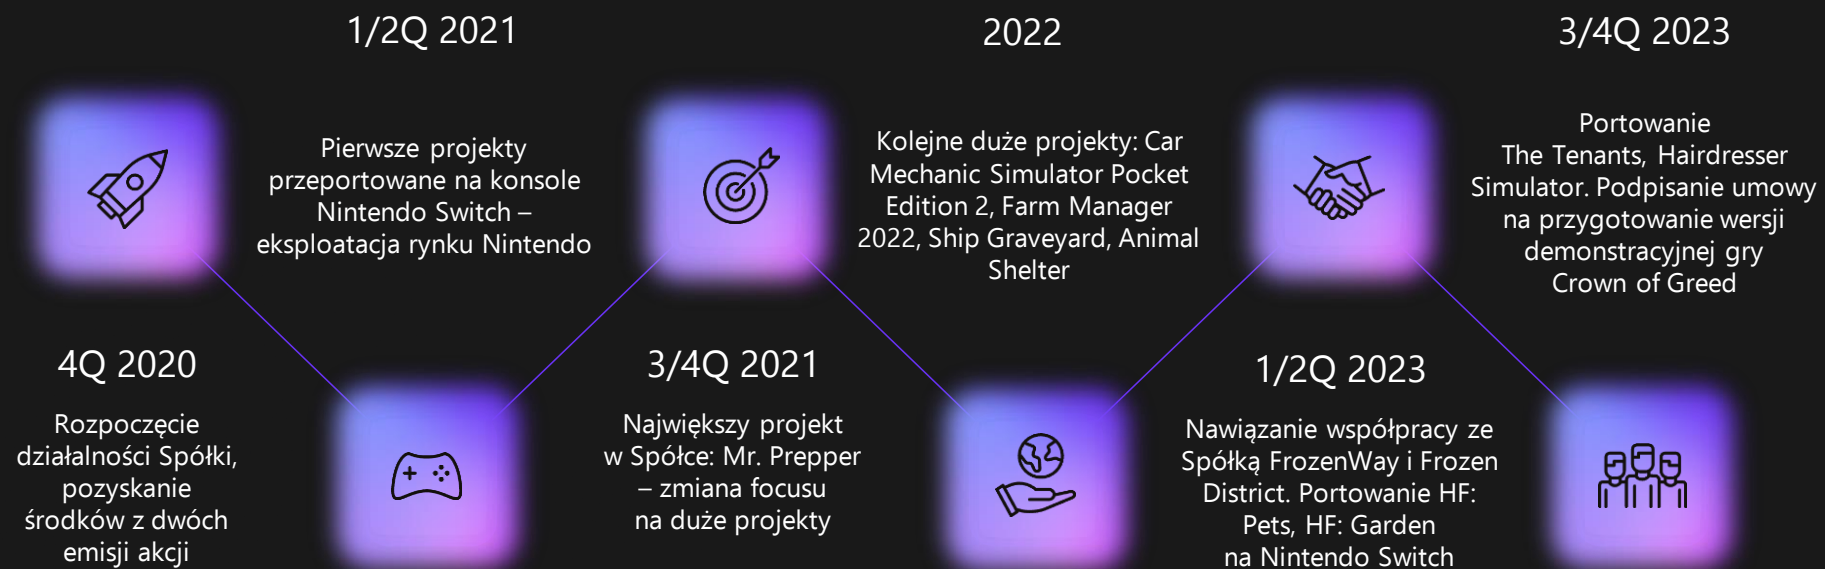 4Q 2020
Rozpoczęcie
działalności Spółki,
pozyskanie
środków z dwóch
emisji akcji
1/2Q 2021
Pierwsze projekty
przeportowane na konsole
Nintendo Switch –
eksploatacja rynku Nintendo
3/4Q 2021
Największy projekt
w Spółce: Mr. Prepper
– zmiana focusu
na duże projekty
2022
Kolejne duże projekty: Car
Mechanic Simulator Pocket
Edition 2, Farm Manager
2022, Ship Graveyard, Animal
Shelter
1/2Q 2023
Nawiązanie współpracy ze
Spółką FrozenWay i Frozen
District. Portowanie HF:
Pets, HF: Garden
na Nintendo Switch
3/4Q 2023
Portowanie
The Tenants, Hairdresser
Simulator. Podpisanie umowy
na przygotowanie wersji
demonstracyjnej gry
Crown of Greed